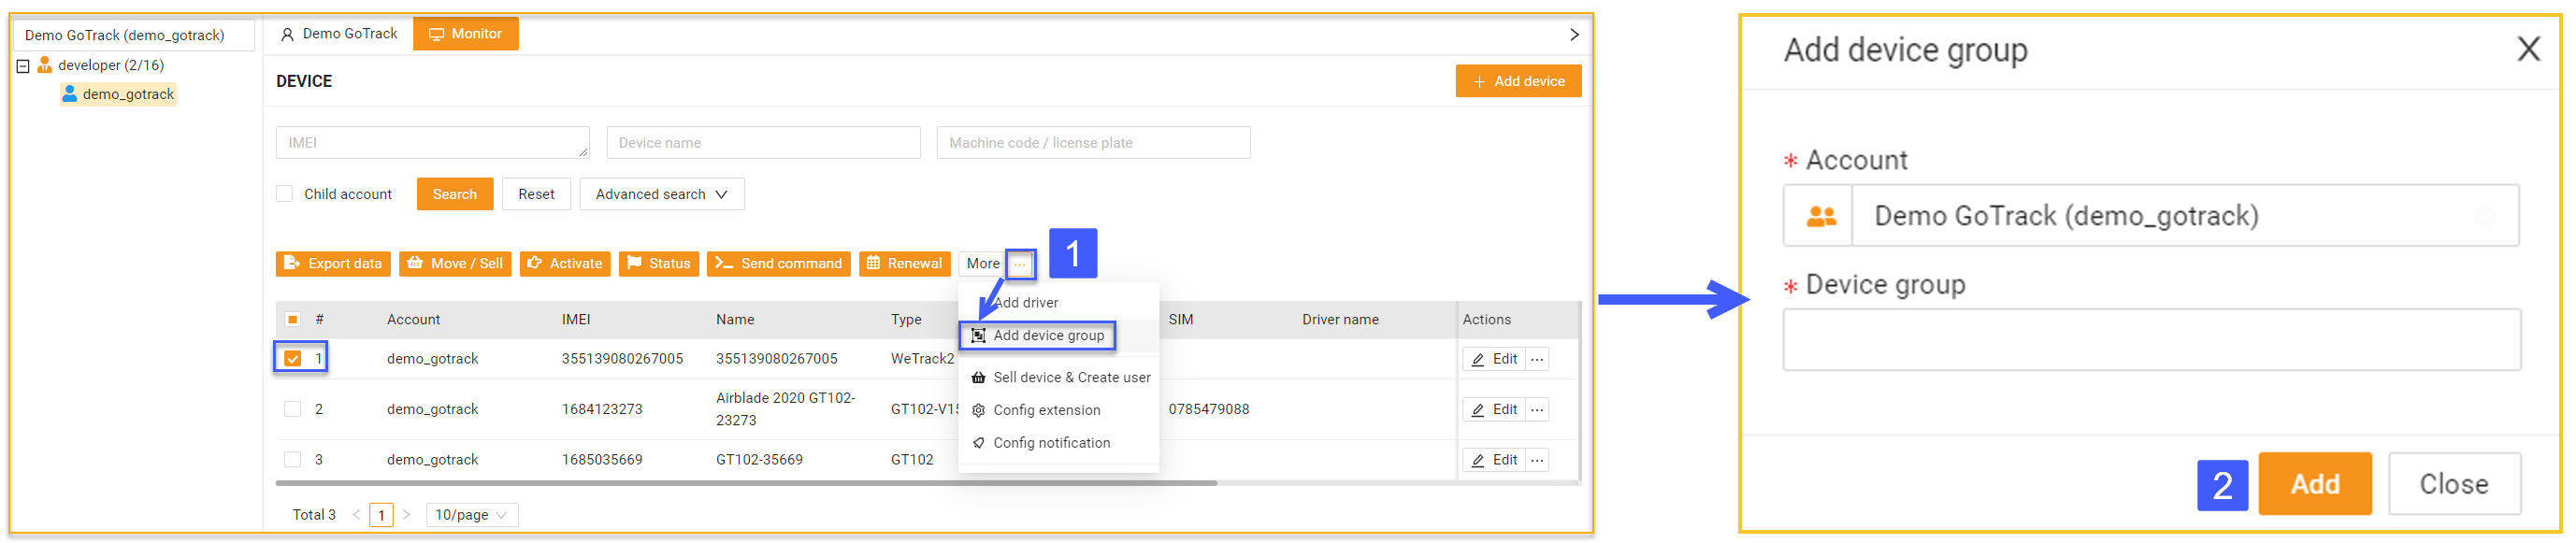 Demo GoTrack (demo_gotrack)
developer (2/16)
demo_gotrack
Demo GoTrack Monitor
DEVICE
Add device
IMEI Device name Machine code / license plate
Child account Search Reset Advanced search
Export data Move / Sell Activate Status Send command Renewal More ... 1
Add driver
Add device group
Sell device & Create user
Config extension
Config notification
# Account IMEI Name Type SIM Driver name Actions
1 demo_gotrack 355139080267005 355139080267005 WeTrack2 Edit ...
2 demo_gotrack 1684123273 Airblade 2020 GT102-
23273 GT102-V15 0785479088 Edit ...
3 demo_gotrack 1685035669 GT102-35669 GT102 Edit ...
Total 3 < 1 > 10/page
Add device group X
* Account
Demo GoTrack (demo_gotrack)
* Device group
2 Add Close